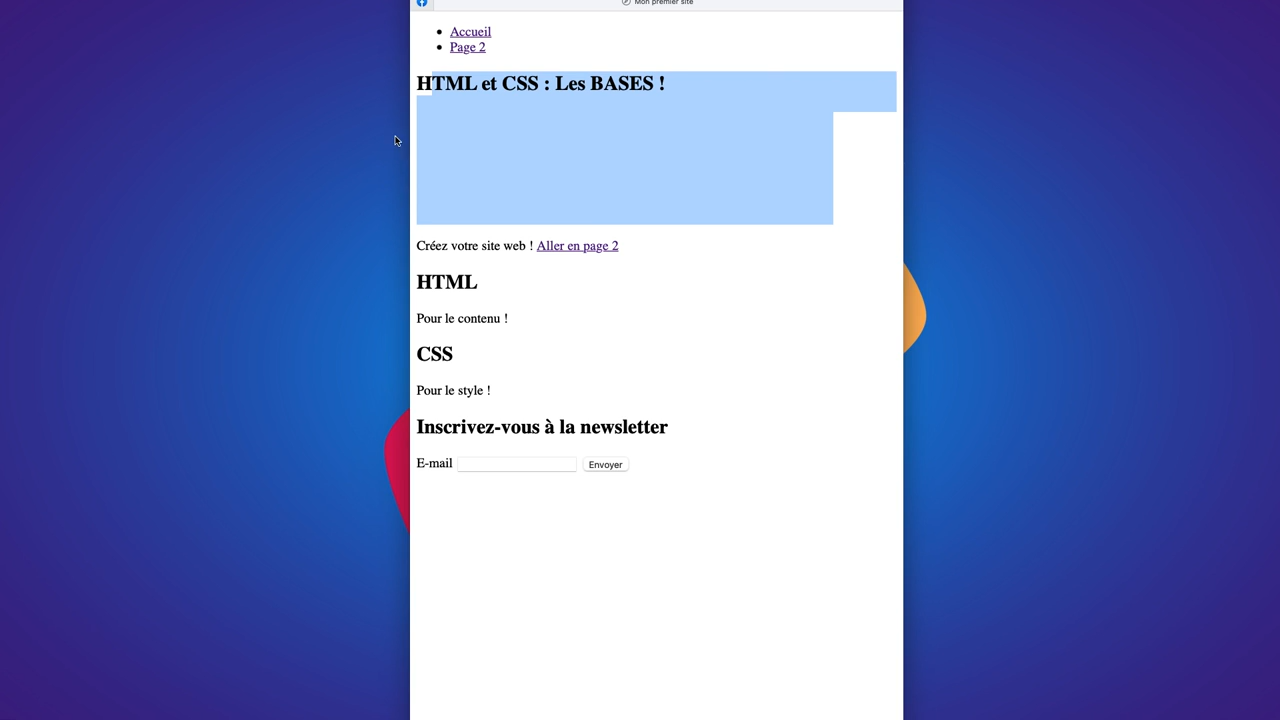 Mon premier site
Accueil
Page 2
HTML et CSS : Les BASES !
Créez votre site web ! Aller en page 2
HTML
Pour le contenu !
CSS
Pour le style !
Inscrivez-vous à la newsletter
E-mail Envoyer